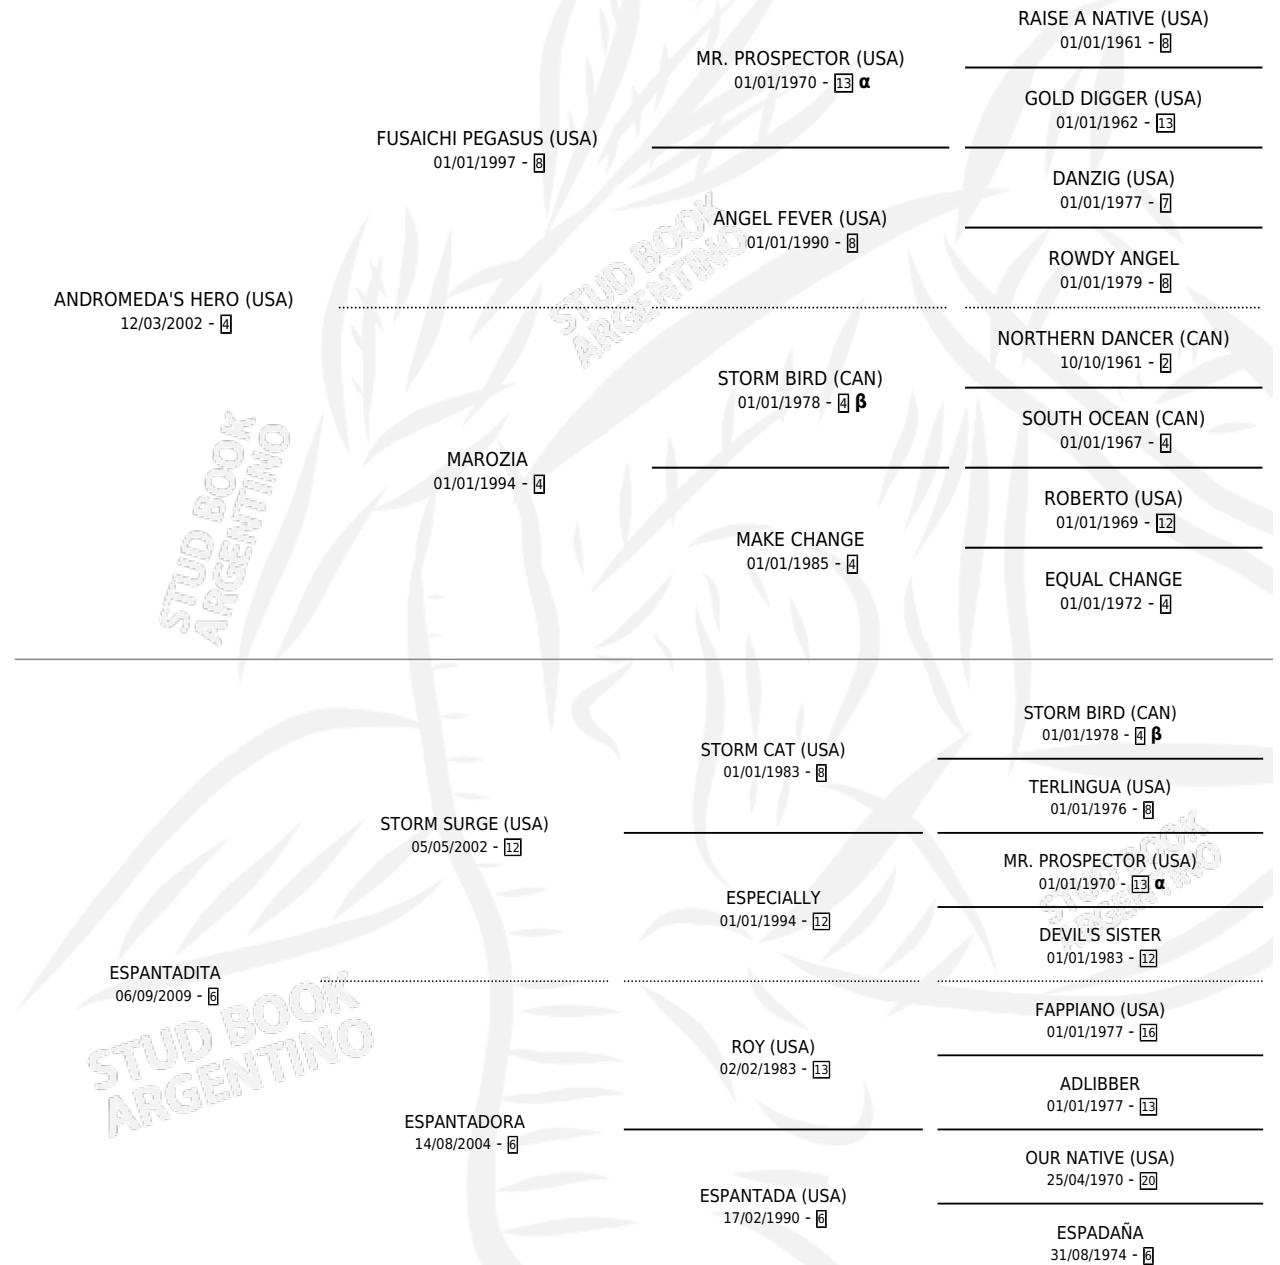 RAISE A NATIVE (USA)
01/01/1961 - 8
MR. PROSPECTOR (USA)
01/01/1970 - 13 α
GOLD DIGGER (USA)
01/01/1962 - 13
FUSAICHI PEGASUS (USA)
01/01/1997 - 8
DANZIG (USA)
01/01/1977 - 7
ANGEL FEVER (USA)
01/01/1990 - 8
ROWDY ANGEL
01/01/1979 - 8
ANDROMEDA'S HERO (USA)
12/03/2002 - 4
NORTHERN DANCER (CAN)
10/10/1961 - 2
STORM BIRD (CAN)
01/01/1978 - 4 β
SOUTH OCEAN (CAN)
01/01/1967 - 4
MAROZIA
01/01/1994 - 4
ROBERTO (USA)
01/01/1969 - 12
MAKE CHANGE
01/01/1985 - 4
EQUAL CHANGE
01/01/1972 - 4
STORM BIRD (CAN)
01/01/1978 - 4 β
STORM CAT (USA)
01/01/1983 - 8
TERLINGUA (USA)
01/01/1976 - 8
STORM SURGE (USA)
05/05/2002 - 12
MR. PROSPECTOR (USA)
01/01/1970 - 13 α
ESPECIALLY
01/01/1994 - 12
DEVIL'S SISTER
01/01/1983 - 12
ESPANTADITA
06/09/2009 - 6
FAPPIANO (USA)
01/01/1977 - 16
ROY (USA)
02/02/1983 - 13
ADLIBBER
01/01/1977 - 13
ESPANTADORA
14/08/2004 - 6
OUR NATIVE (USA)
25/04/1970 - 20
ESPANTADA (USA)
17/02/1990 - 6
ESPADAÑA
31/08/1974 - 6
STUD BOOK
ARGENTINO
STUD BOOK
ARGENTINO
STUD BOOK
ARGENTINO
STUD BOOK
ARGENTINO